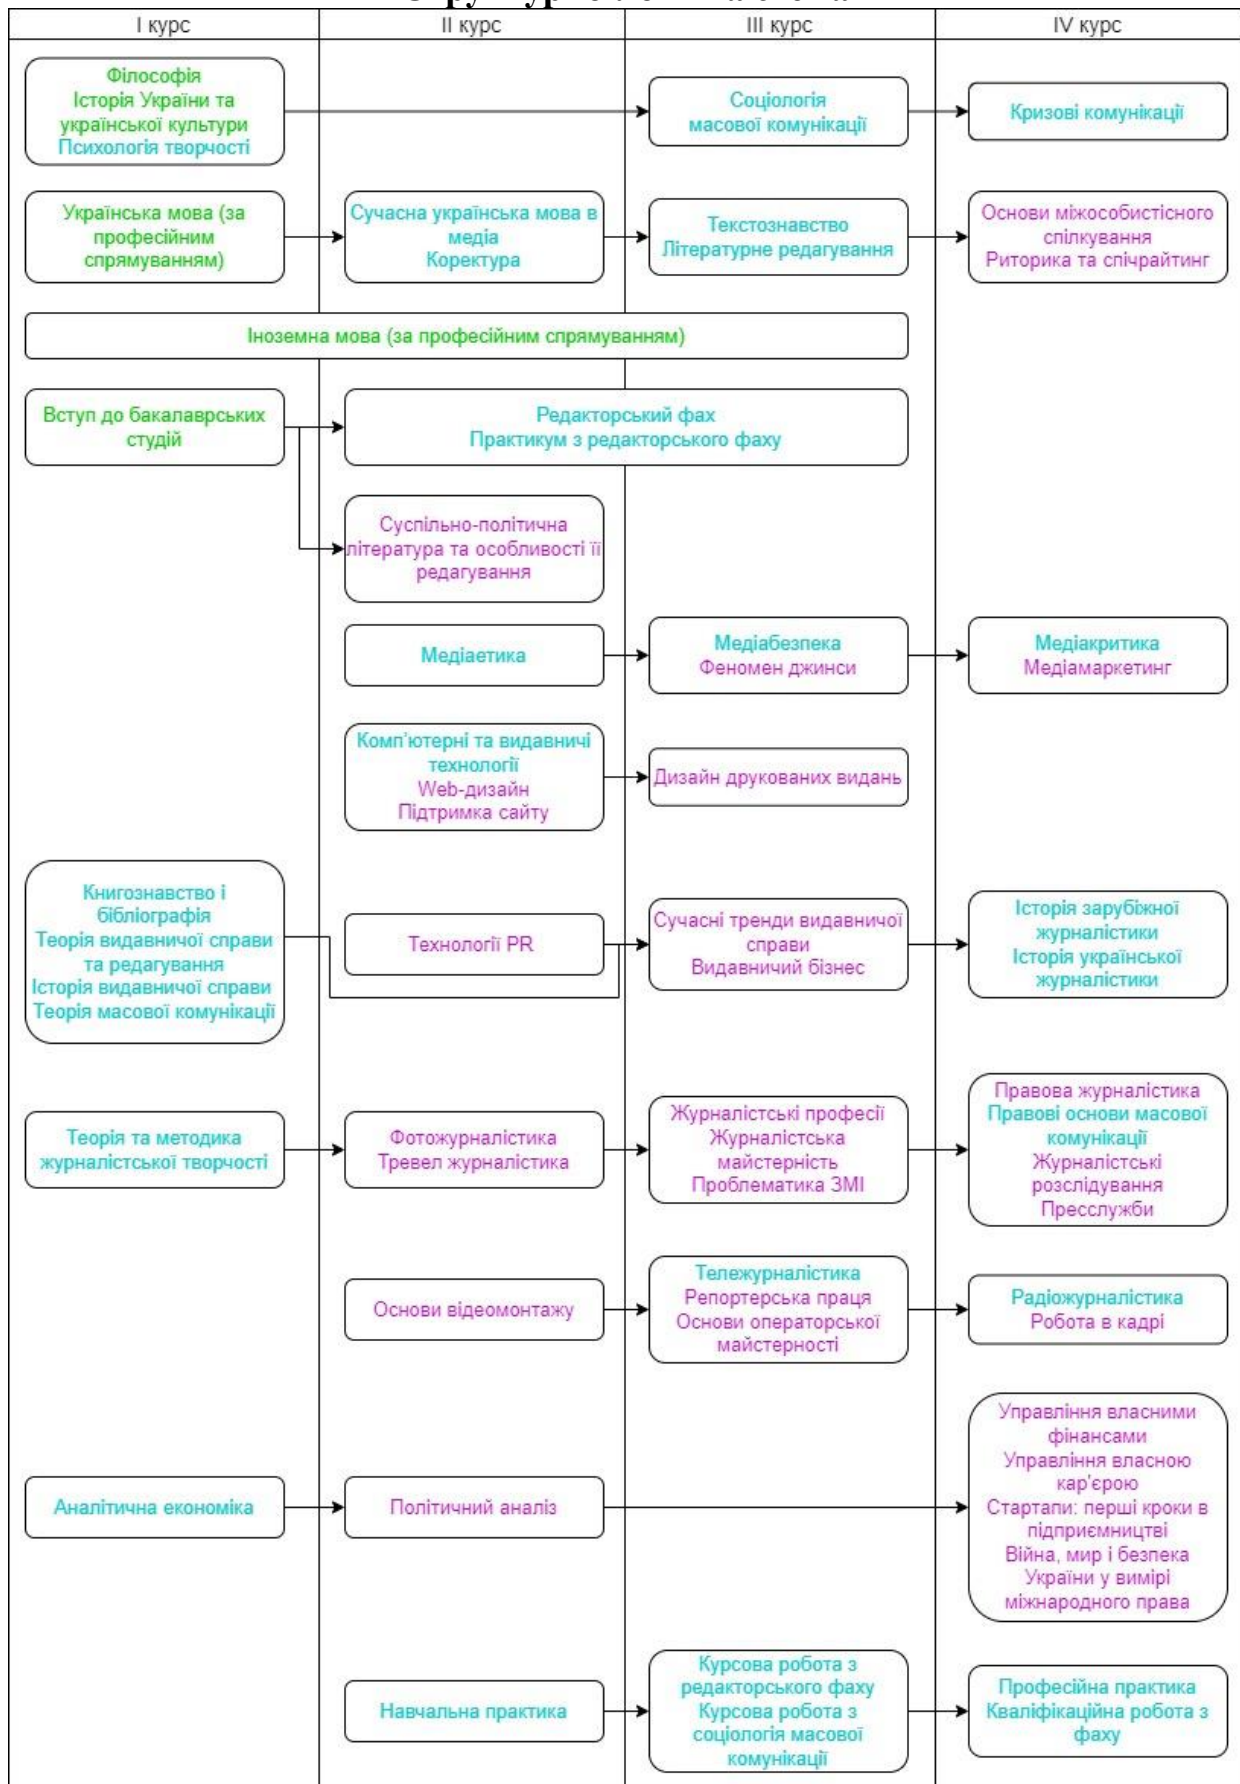 I курс
II курс
III курс
IV курс
Філософія
Історія України та
української культури
Психологія творчості
Соціологія
масової комунікації
Кризові комунікації
Українська мова (за
професійним
спрямуванням)
Сучасна українська мова в
медіа
Коректура
Текстознавство
Літературне редагування
Основи міжособистісного
спілкування
Риторика та спічрайтинг
Іноземна мова (за професійним спрямуванням)
Вступ до бакалаврських
студій
Редакторський фах
Практикум з редакторського фаху
Суспільно-політична
література та особливості її
редагування
Медіаетика
Медіабезпека
Феномен джинси
Медіакритика
Медіамаркетинг
Комп'ютерні та видавничі
технології
Web-дизайн
Підтримка сайту
Дизайн друкованих видань
Книгознавство і
бібліографія
Теорія видавничої справи
та редагування
Історія видавничої справи
Теорія масової комунікації
Технології PR
Сучасні тренди видавничої
справи
Видавничий бізнес
Історія зарубіжної
журналістики
Історія української
журналістики
Теорія та методика
журналістської творчості
Фотожурналістика
Тревел журналістика
Журналістські професії
Журналістська
майстерність
Проблематика ЗМІ
Правова журналістика
Правові основи масової
комунікації
Журналістські
розслідування
Пресслужби
Основи відеомонтажу
Тележурналістика
Репортерська праця
Основи операторської
майстерності
Радіожурналістика
Робота в кадрі
Аналітична економіка
Політичний аналіз
Управління власними
фінансами
Управління власною
кар'єрою
Стартапи: перші кроки в
підприємництві
Війна, мир і безпека
України у вимірі
міжнародного права
Навчальна практика
Курсова робота з
редакторського фаху
Курсова робота з
соціологія масової
комунікації
Професійна практика
Кваліфікаційна робота з
фаху